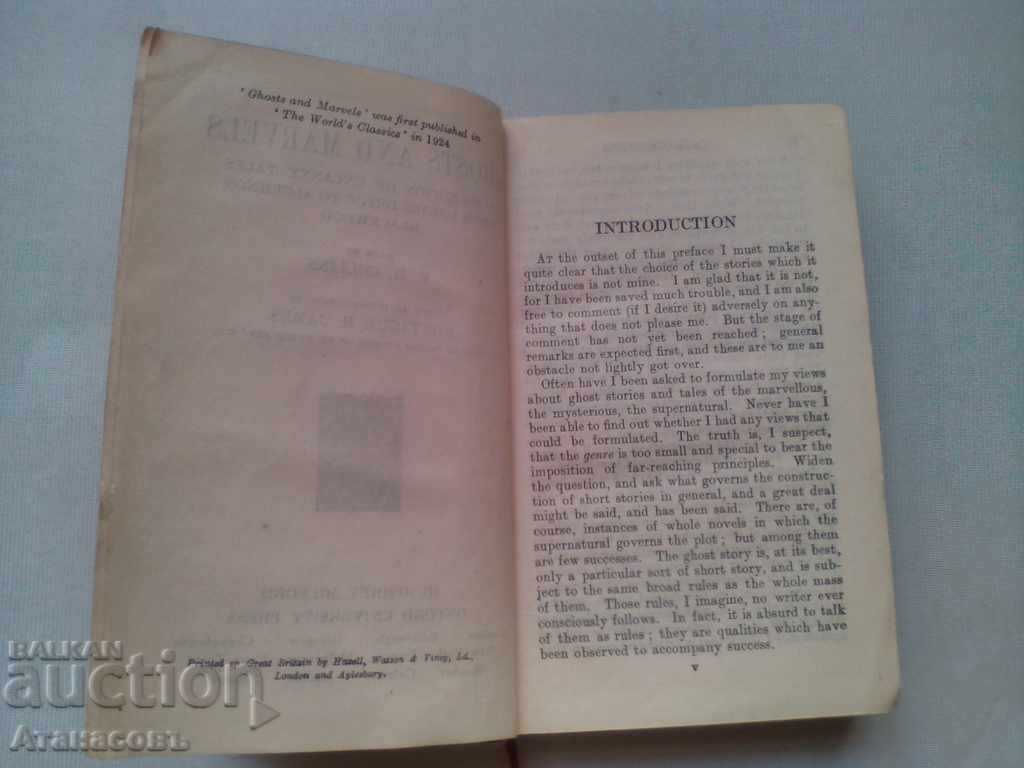 ' Ghosts and Marvels ' was first published in
' The World's Classics ' in 1924
Printed in Great Britain by Hazell, Watson & Viney, Ld.,
London and Aylesbury.
INTRODUCTION
At the outset of this preface I must make it
quite clear that the choice of the stories which it
introduces is not mine. I am glad that it is not,
for I have been saved much trouble, and I am also
free to comment (if I desire it) adversely on any-
thing that does not please me. But the stage of
comment has not yet been reached ; general
remarks are expected first, and these are to me an
obstacle not lightly got over.
Often have I been asked to formulate my views
about ghost stories and tales of the marvellous,
the mysterious, the supernatural. Never have I
been able to find out whether I had any views that
could be formulated. The truth is, I suspect,
that the genre is too small and special to bear the
imposition of far-reaching principles. Widen
the question, and ask what governs the construc-
tion of short stories in general, and a great deal
might be said, and has been said. There are, of
course, instances of whole novels in which the
supernatural governs the plot ; but among them
are few successes. The ghost story is, at its best,
only a particular sort of short story, and is sub-
ject to the same broad rules as the whole mass
of them. Those rules, I imagine, no writer ever
consciously follows. In fact, it is absurd to talk
of them as rules ; they are qualities which have
been observed to accompany success.
v
BALKAN
auction
Атанасовъ